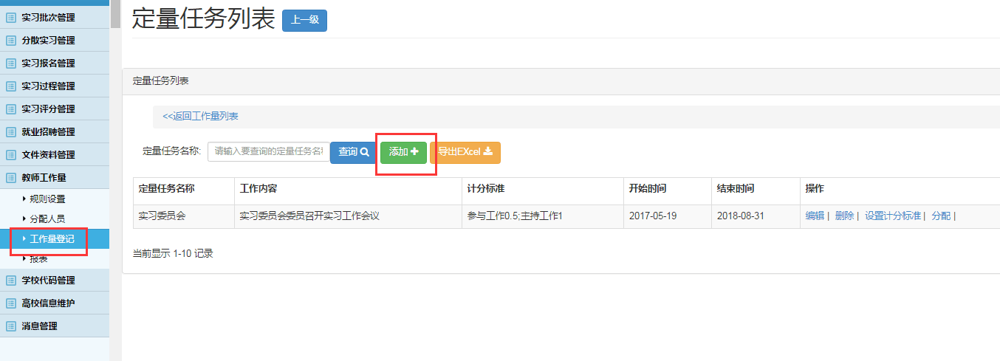 实习批次管理
分散实习管理
实习报名管理
实习过程管理
实习评分管理
就业招聘管理
文件资料管理
教师工作量
规则设置
分配人员
工作量登记
报表
学校代码管理
高校信息维护
消息管理
定量任务列表 上一级
定量任务列表
<<返回工作量列表
定量任务名称: 请输入要查询的定量任务名称 查询 添加 导出EXcel
定量任务名称 工作内容 计分标准 开始时间 结束时间 操作
实习委员会 实习委员会委员召开实习工作会议 参与工作0.5;主持工作1 2017-05-19 2018-08-31 编辑 | 删除 | 设置计分标准 | 分配 |
当前显示 1-10 记录